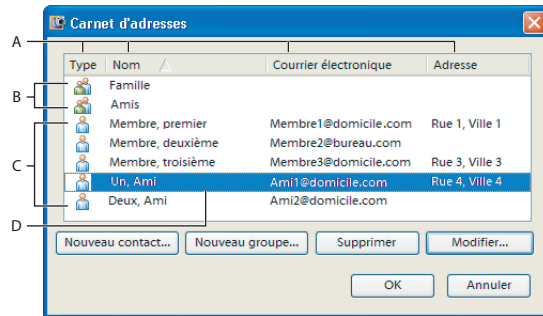 Carnet d'adresses
A
Type Nom Courrier électronique Adresse
B
Famille
Amis
C
Membre, premier Membre1@domicile.com Rue 1, Ville 1
Membre, deuxième Membre2@bureau.com
Membre, troisième Membre3@domicile.com Rue 3, Ville 3
Un, Ami Ami1@domicile.com Rue 4, Ville 4
Deux, Ami Ami2@domicile.com
D
Nouveau contact... Nouveau groupe... Supprimer Modifier...
OK Annuler